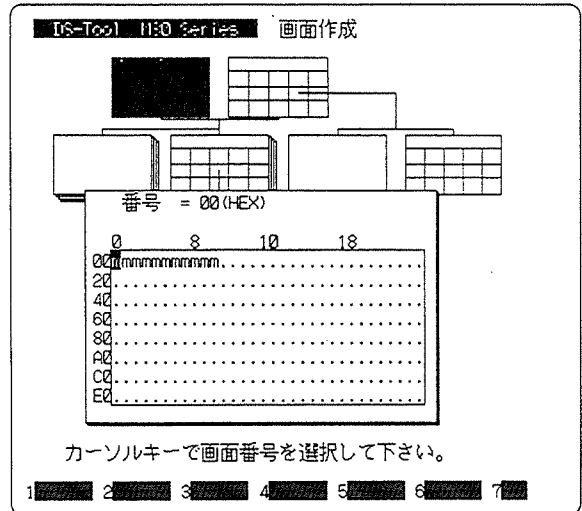 DS-Tool M30 Series 画面作成
番号 = 00(HEX)
0 8 10 18
00mmmmmmmmmmm.....................
20................................
40................................
60................................
80................................
A0................................
C0................................
E0................................
カーソルキーで画面番号を選択して下さい。
1 2 3 4 5 6 7